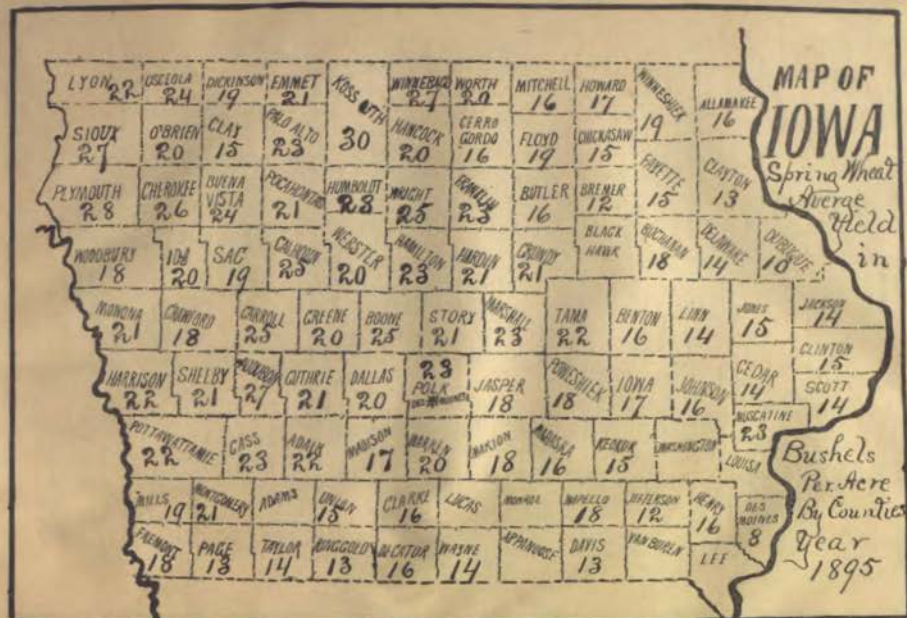 MAP OF
IOWA
Spring Wheat
Averge
Yield
in
Bushels
Per Acre
By Counties
Year
1895
LYON 22
OSCEOLA 24
DICKINSON 19
EMMET 21
KOSSUTH 30
WINNEBAGO 27
WORTH 20
MITCHELL 16
HOWARD 17
WINNESHIEK 19
ALLAMAKEE 16
SIOUX 27
O'BRIEN 20
CLAY 15
PALO ALTO 23
HANCOCK 20
CERRO GORDO 16
FLOYD 19
CHICKASAW 15
FAYETTE 15
CLAYTON 13
PLYMOUTH 28
CHEROKEE 26
BUENA VISTA 24
POCAHONTAS 21
HUMBOLDT 23
WRIGHT 25
FRANKLIN 23
BUTLER 16
BREMER 12
WOODBURY 18
IDA 20
SAC 19
CALHOUN 25
WEBSTER 20
HAMILTON 23
HARDIN 21
GRUNDY 21
BLACK HAWK
BUCHANAN 18
DELAWARE 14
DUBUQUE 10
MONONA 21
CRAWFORD 18
CARROLL 25
GREENE 20
BOONE 25
STORY 21
MARSHALL 23
TAMA 22
BENTON 16
LINN 14
JONES 15
JACKSON 14
CLINTON 15
HARRISON 22
SHELBY 21
AUDUBON 27
GUTHRIE 21
DALLAS 20
23 POLK
JASPER 18
POWESHIEK 18
IOWA 17
JOHNSON 16
CEDAR 14
SCOTT 14
MUSCATINE 23
POTTAWATTAMIE 22
CASS 23
ADAIR 22
MADISON 17
WARREN 20
MARION 18
MAHASKA 16
KEOKUK 15
WASHINGTON
LOUISA
MILLS 19
MONTGOMERY 21
ADAMS
UNION 15
CLARKE 16
LUCAS
MONROE
WAPELLO 18
JEFFERSON 12
HENRY 16
DES MOINES 8
FREMONT 18
PAGE 13
TAYLOR 14
RINGGOLD 13
DECATUR 16
WAYNE 14
APPANOOSE
DAVIS 13
VAN BUREN
LEE